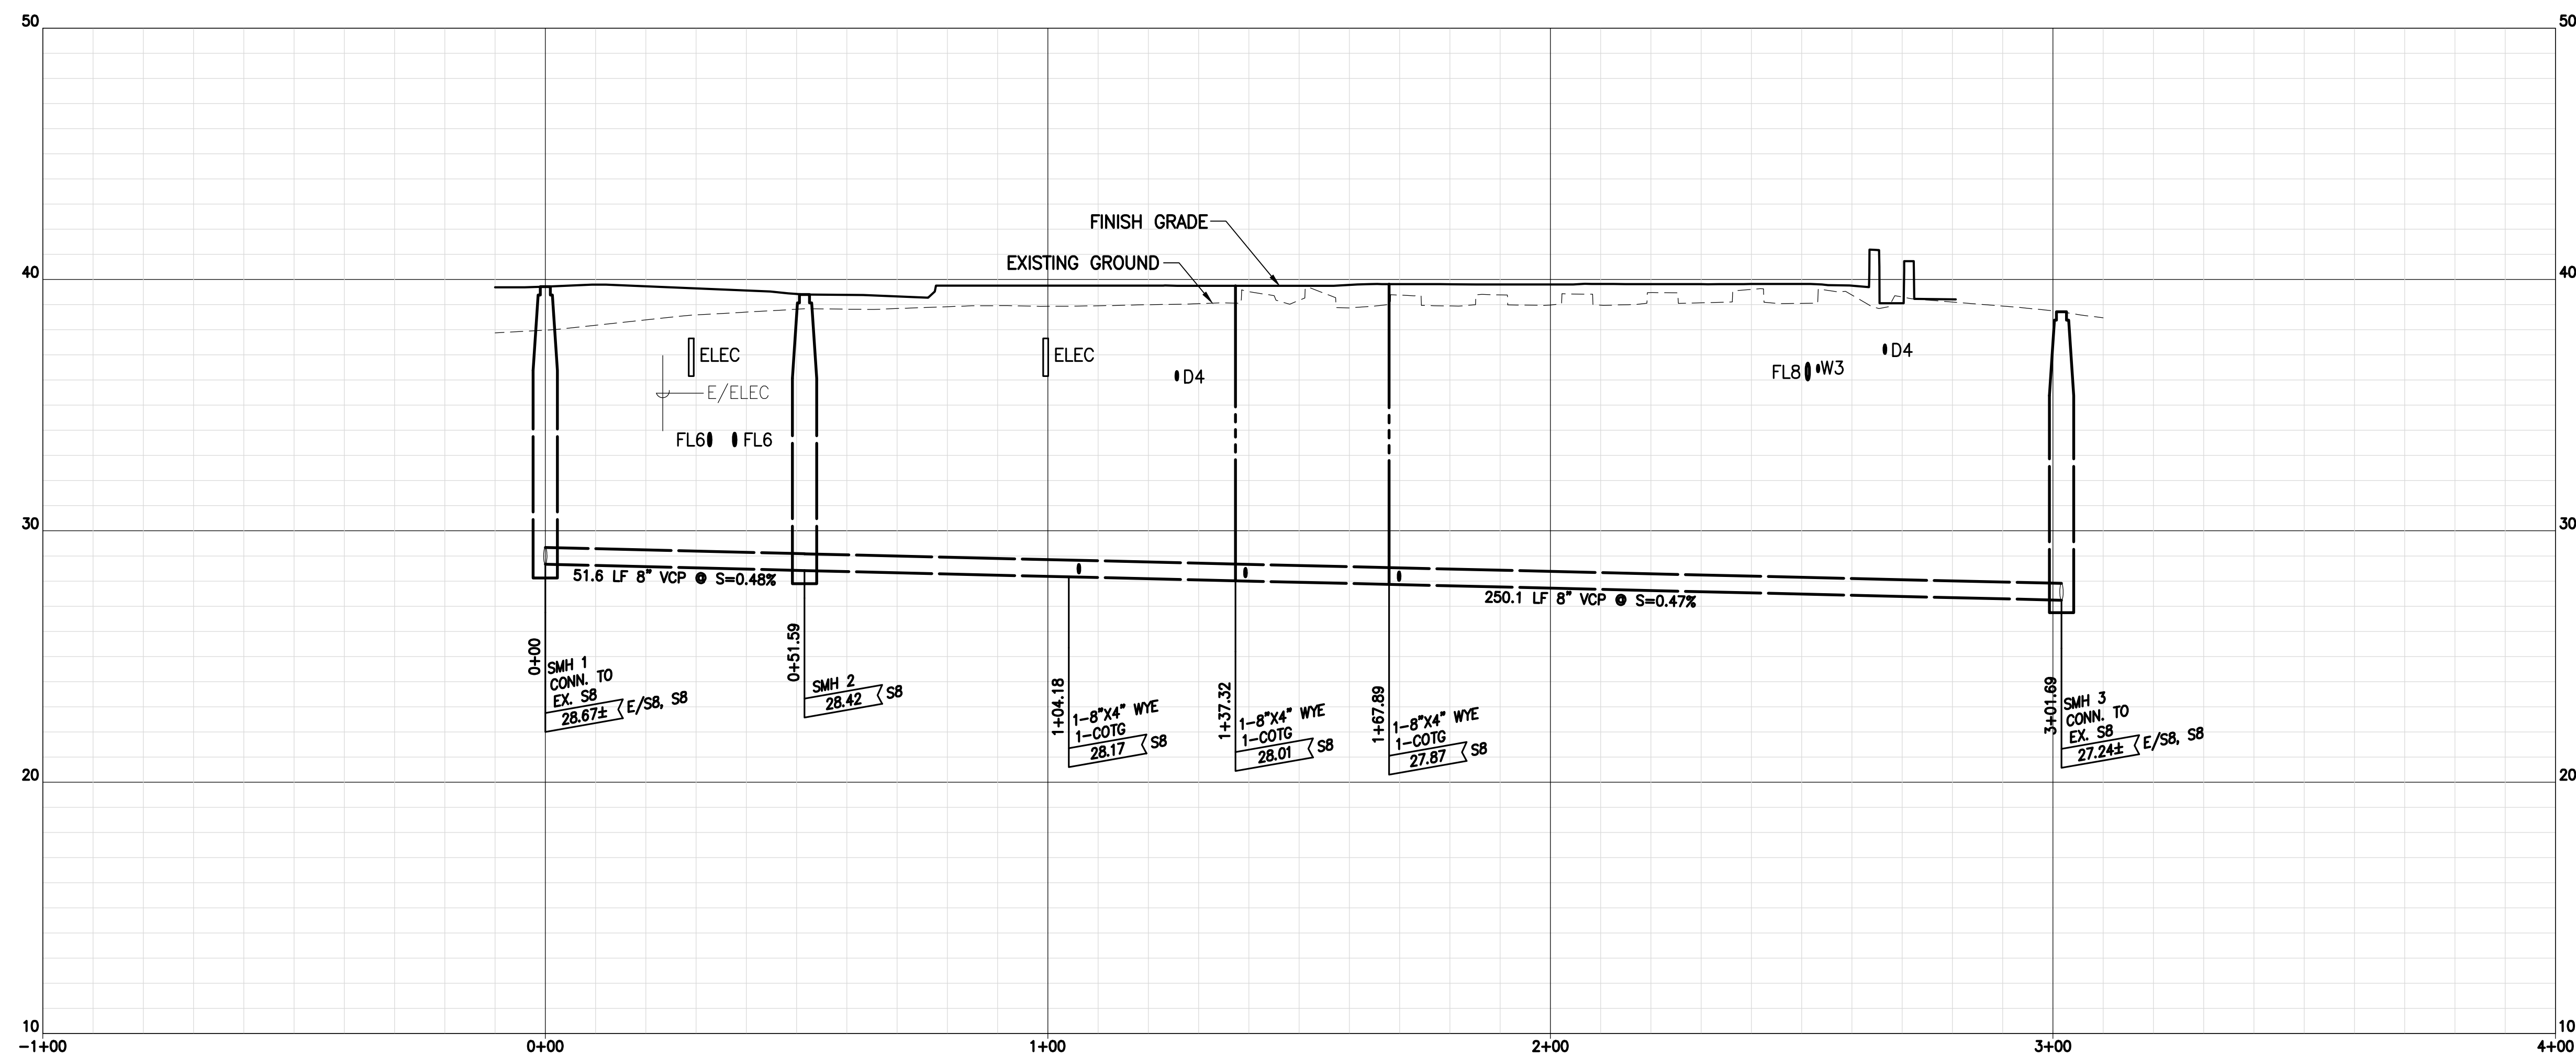 50
50
FINISH GRADE
EXISTING GROUND
40
40
ELEC
ELEC
D4
D4
FL8
W3
E/ELEC
FL6
FL6
30
30
51.6 LF 8" VCP @ S=0.48%
250.1 LF 8" VCP @ S=0.47%
0+00
SMH 1
CONN. TO
EX. S8
28.67±
E/S8, S8
0+51.59
SMH 2
28.42
S8
1+04.18
1-8"X4" WYE
1-COTG
28.17
S8
1+37.32
1-8"X4" WYE
1-COTG
28.01
S8
1+67.89
1-8"X4" WYE
1-COTG
27.87
S8
3+01.69
SMH 3
CONN. TO
EX. S8
27.24±
E/S8, S8
20
20
10
10
-1+00
0+00
1+00
2+00
3+00
4+00